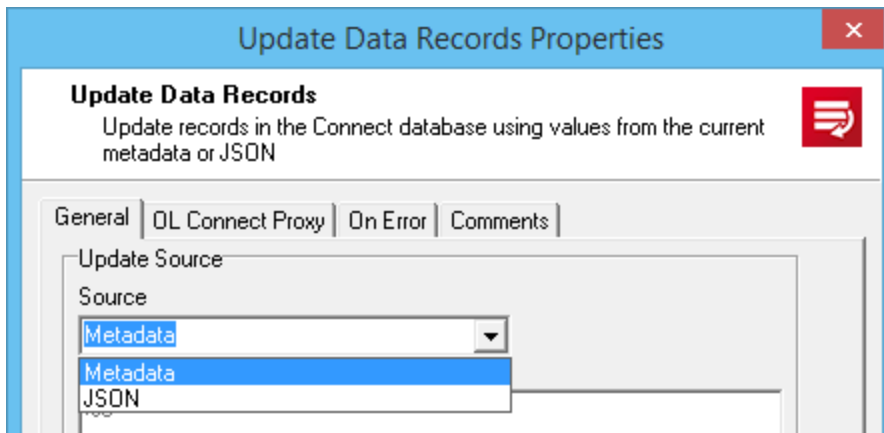 Update Data Records Properties
Update Data Records
Update records in the Connect database using values from the current
metadata or JSON
General OL Connect Proxy On Error Comments
Update Source
Source
Metadata
Metadata
JSON